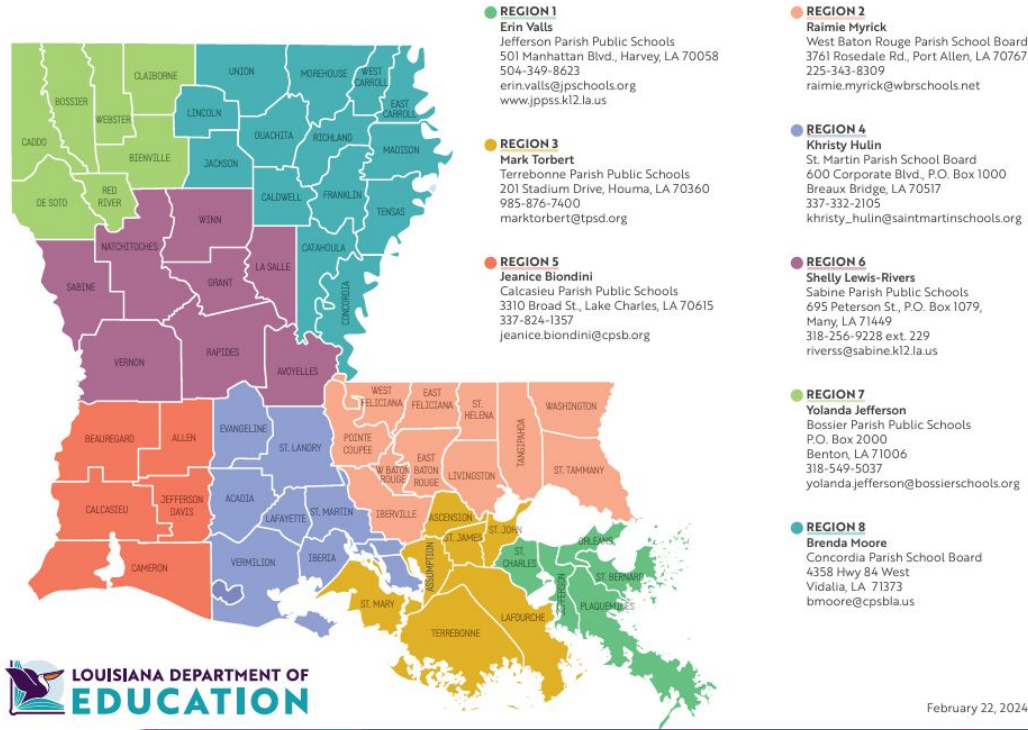 REGION 1
Erin Valls
Jefferson Parish Public Schools
501 Manhattan Blvd., Harvey, LA 70058
504-349-8623
erin.valls@jpschools.org
www.jppss.k12.la.us
REGION 2
Raimie Myrick
West Baton Rouge Parish School Board
3761 Rosedale Rd., Port Allen, LA 70767
225-343-8309
raimie.myrick@wbrschools.net
REGION 3
Mark Torbert
Terrebonne Parish Public Schools
201 Stadium Drive, Houma, LA 70360
985-876-7400
marktorbert@tpsd.org
REGION 4
Khristy Hulin
St. Martin Parish School Board
600 Corporate Blvd., P.O. Box 1000
Breaux Bridge, LA 70517
337-332-2105
khristy_hulin@saintmartinschools.org
REGION 5
Jeanice Biondini
Calcasieu Parish Public Schools
3310 Broad St., Lake Charles, LA 70615
337-824-1357
jeanice.biondini@cpsb.org
REGION 6
Shelly Lewis-Rivers
Sabine Parish Public Schools
695 Peterson St., P.O. Box 1079,
Many, LA 71449
318-256-9228 ext. 229
riverss@sabine.k12.la.us
REGION 7
Yolanda Jefferson
Bossier Parish Public Schools
P.O. Box 2000
Benton, LA 71006
318-549-5037
yolanda.jefferson@bossierschools.org
REGION 8
Brenda Moore
Concordia Parish School Board
4358 Hwy 84 West
Vidalia, LA 71373
bmoore@cpsbla.us
CADDO
BOSSIER
WEBSTER
CLAIBORNE
BIENVILLE
DE SOTO
RED
RIVER
UNION
MOREHOUSE
WEST
CARROLL
EAST
CARROLL
LINCOLN
OUACHITA
RICHLAND
MADISON
JACKSON
CALDWELL
FRANKLIN
TENSAS
CATAHOULA
CONCORDIA
WINN
NATCHITOCHES
SABINE
GRANT
LA SALLE
VERNON
RAPIDES
AVOYELLES
BEAUREGARD
ALLEN
CALCASIEU
JEFFERSON
DAVIS
CAMERON
EVANGELINE
ST. LANDRY
ACADIA
LAFAYETTE
ST. MARTIN
VERMILION
IBERIA
WEST
FELICIANA
EAST
FELICIANA
ST.
HELENA
TANGIPAHOA
WASHINGTON
POINTE
COUPEE
W BATON
ROUGE
EAST
BATON
ROUGE
LIVINGSTON
ST. TAMMANY
IBERVILLE
ASCENSION
ST. JAMES
ST. JOHN
ASSUMPTION
ST. MARY
TERREBONNE
LAFOURCHE
ST.
CHARLES
JEFFERSON
ORLEANS
ST. BERNARD
PLAQUEMINES
LOUISIANA DEPARTMENT OF
EDUCATION
February 22, 2024